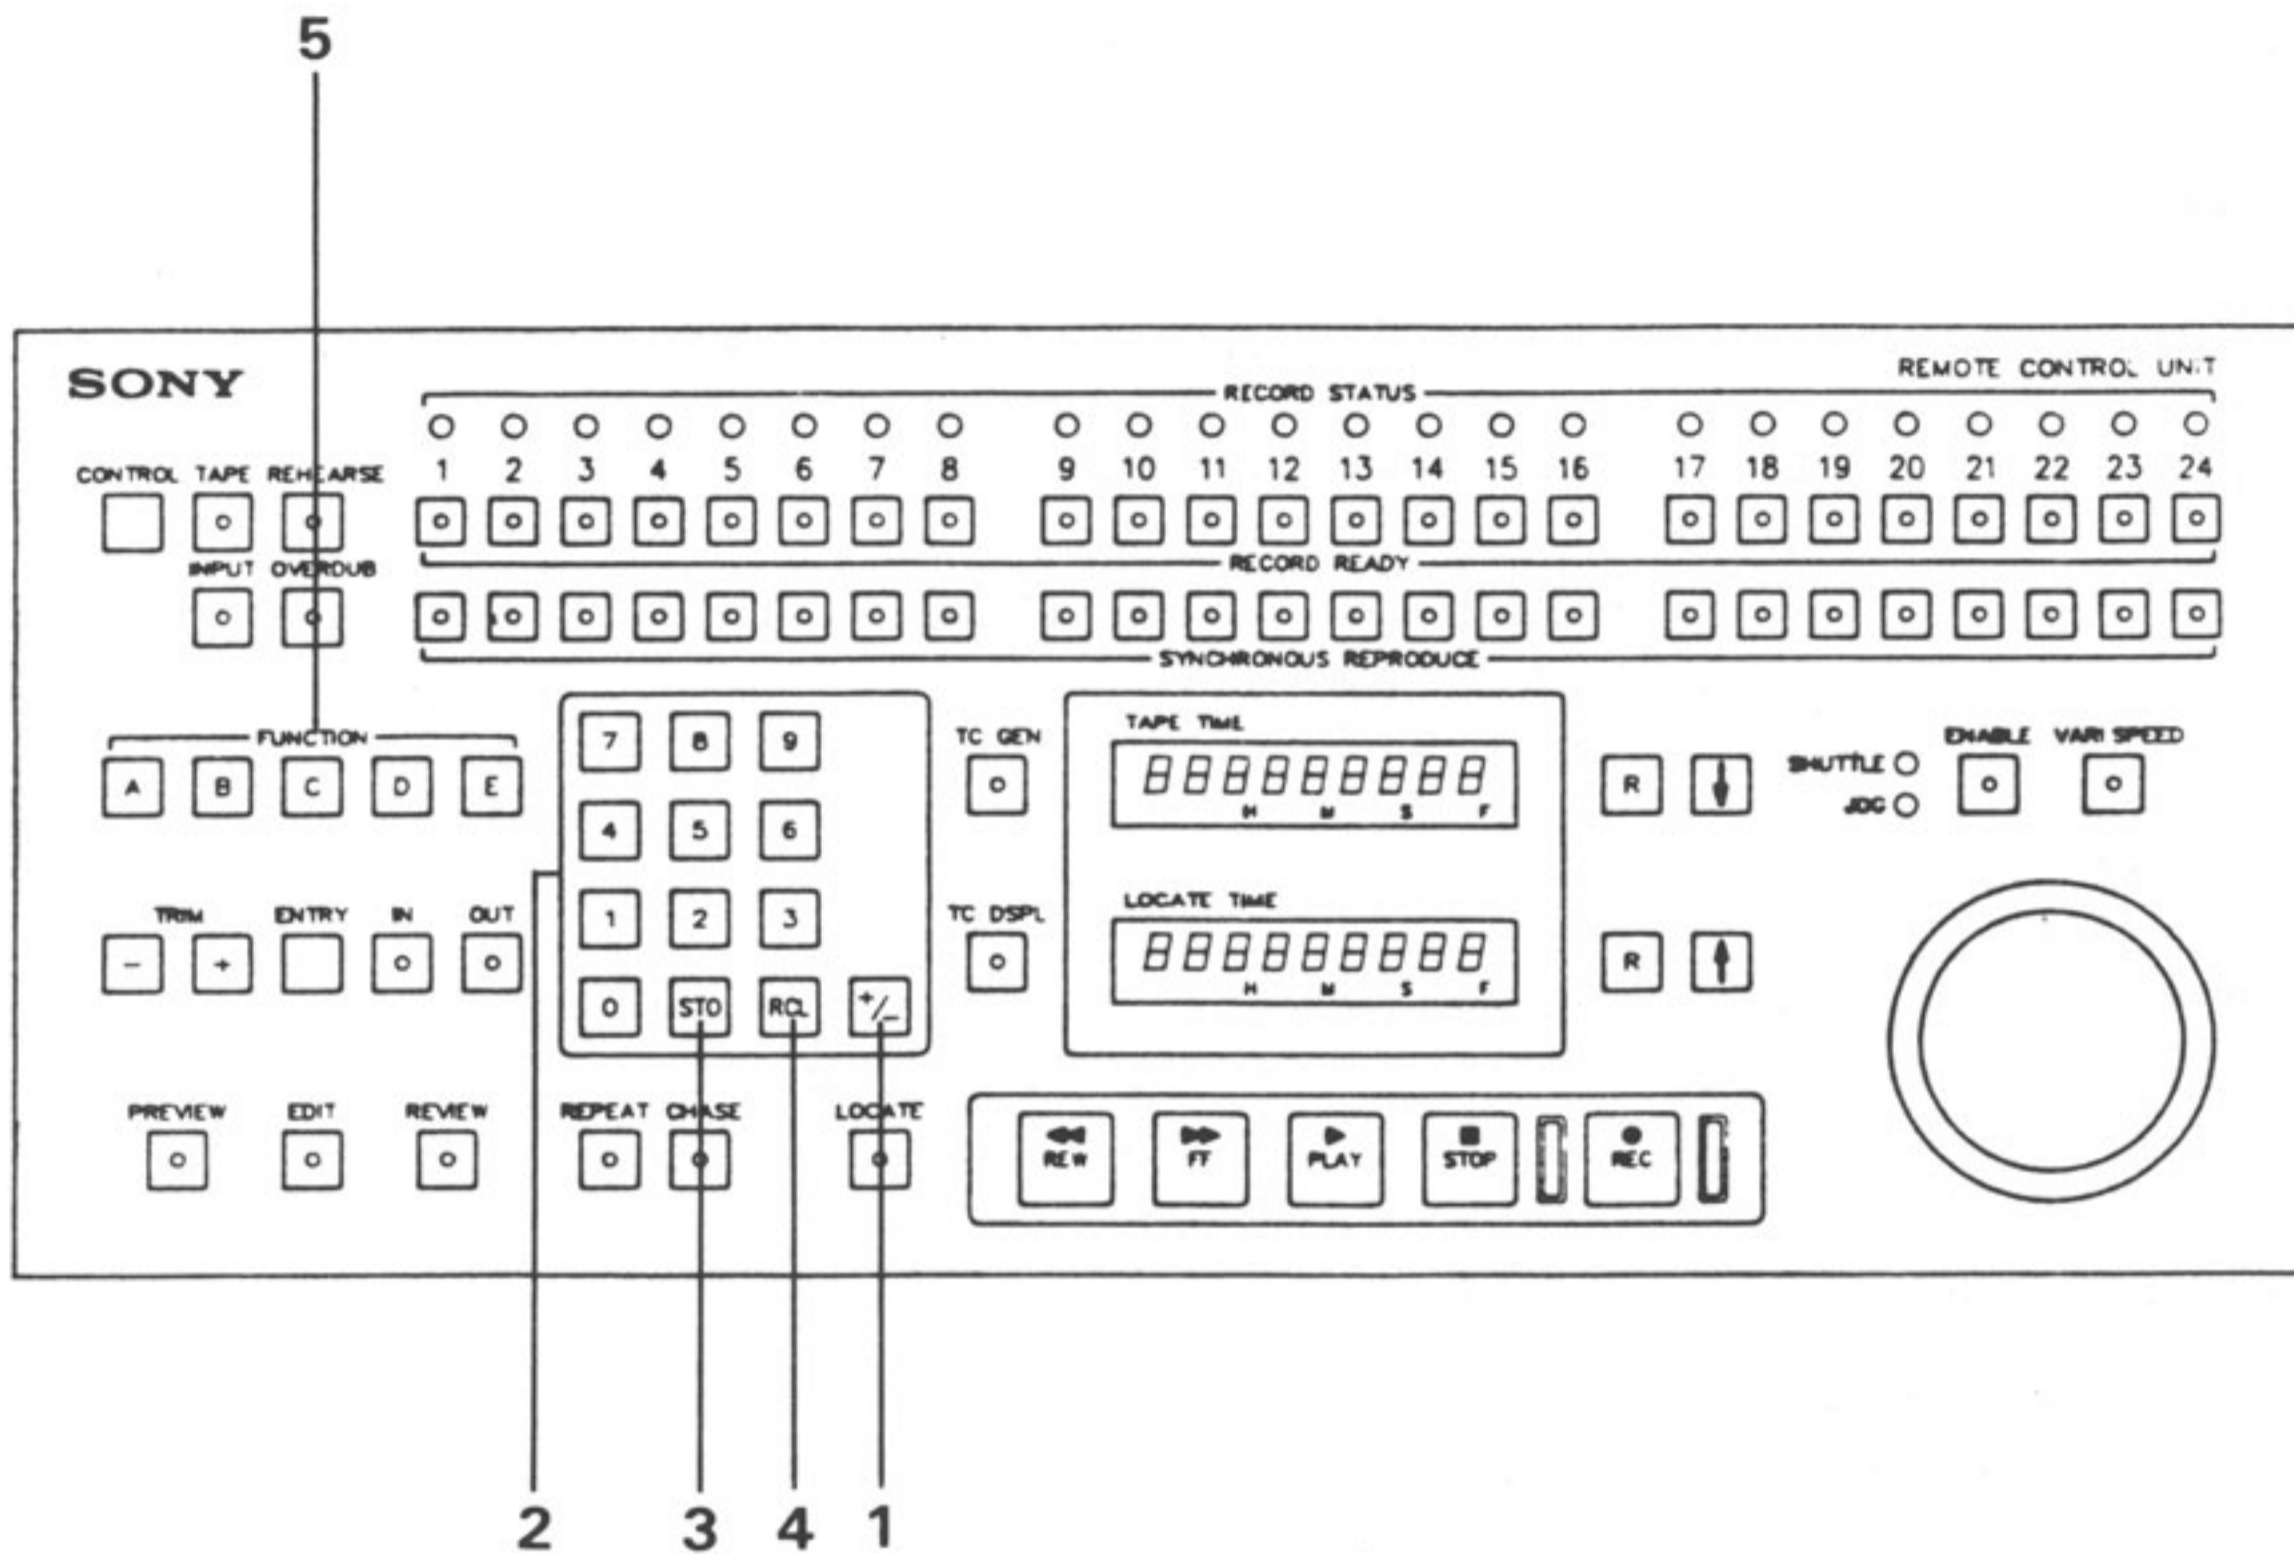 5
SONY
REMOTE CONTROL UNIT
RECORD STATUS
1 2 3 4 5 6 7 8 9 10 11 12 13 14 15 16 17 18 19 20 21 22 23 24
CONTROL TAPE REHEARSE
RECORD READY
INPUT OVERDUB
SYNCHRONOUS REPRODUCE
FUNCTION
A B C D E
7 8 9
4 5 6
1 2 3
0 STO RCL +/-
TC GEN
TC DSPL
TAPE TIME
H M S F
LOCATE TIME
H M S F
R
R
SHUTTLE
JOG
ENABLE VARI SPEED
TRIM ENTRY IN OUT
- +
PREVIEW EDIT REVIEW
REPEAT CHASE LOCATE
REW FF PLAY STOP REC
2 3 4 1